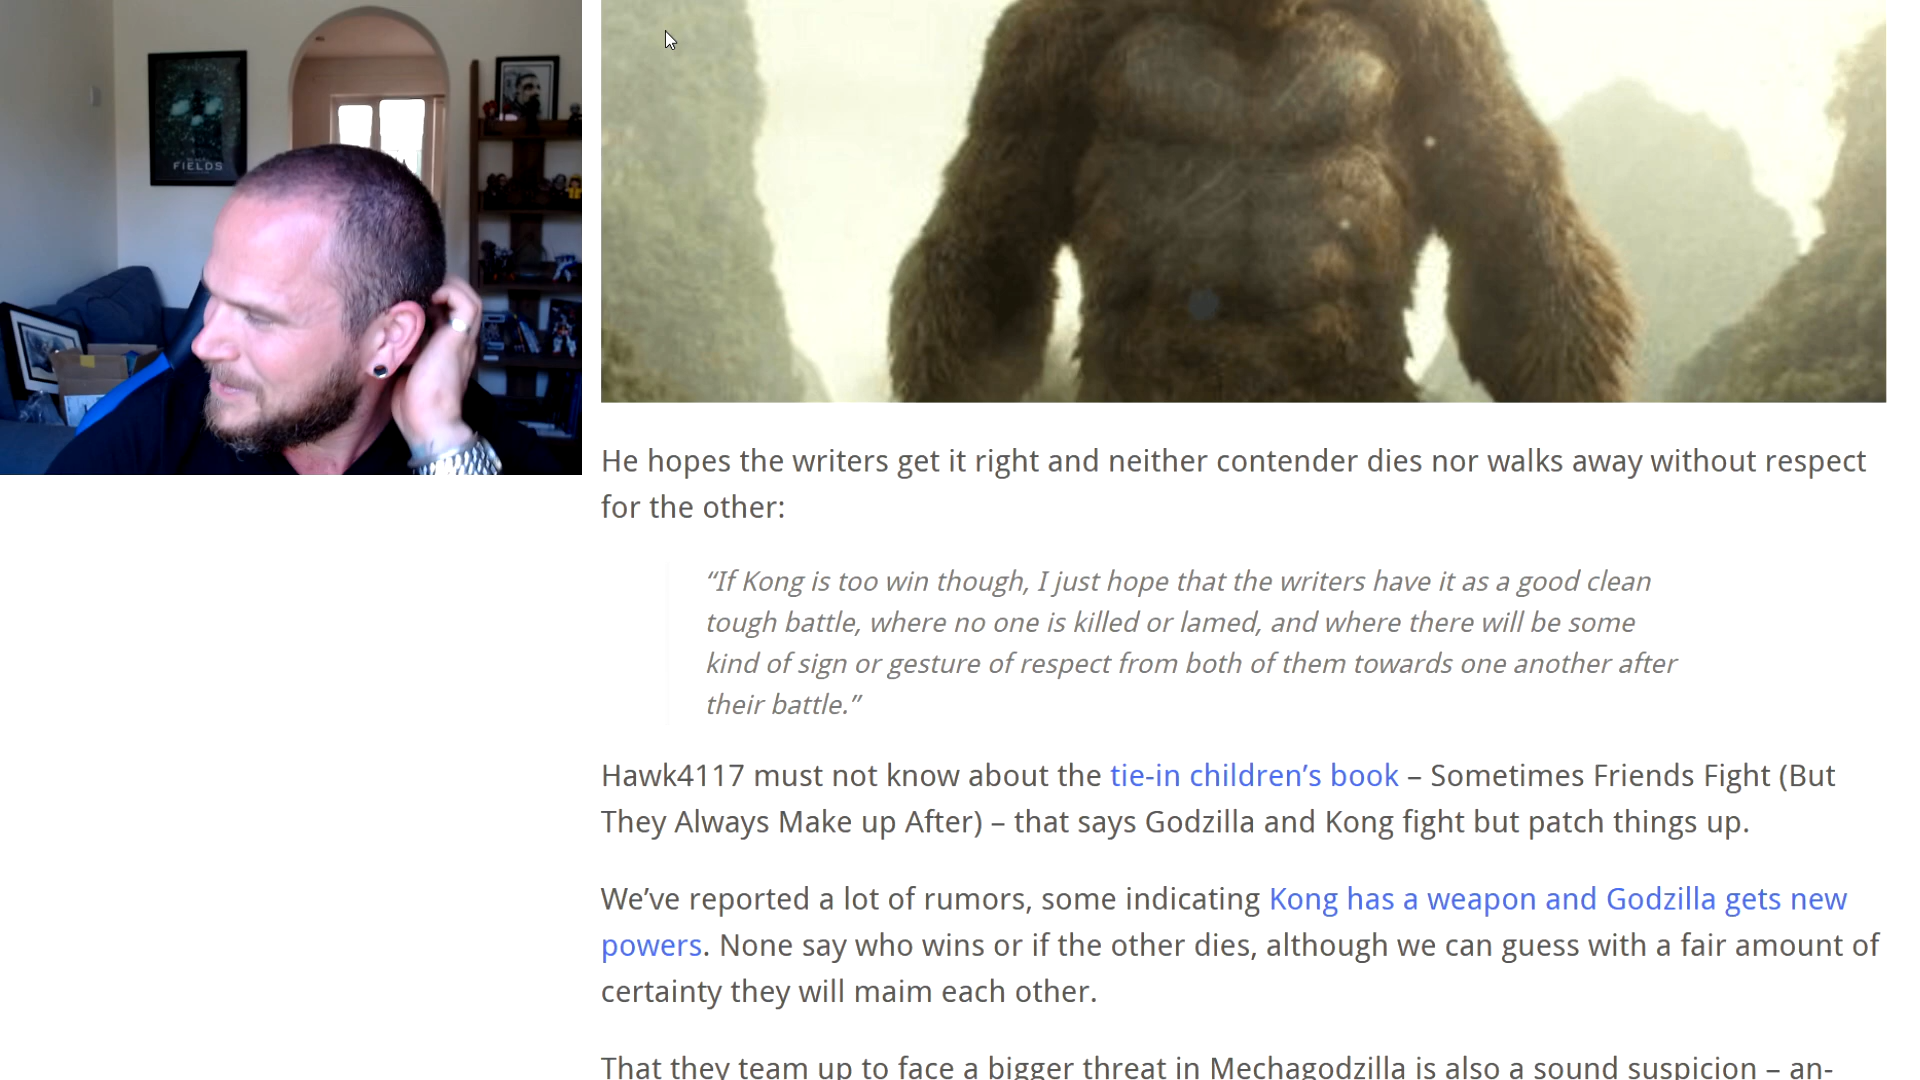 FIELDS
He hopes the writers get it right and neither contender dies nor walks away without respect
for the other:
“If Kong is too win though, I just hope that the writers have it as a good clean
tough battle, where no one is killed or lamed, and where there will be some
kind of sign or gesture of respect from both of them towards one another after
their battle.”
Hawk4117 must not know about the tie-in children’s book – Sometimes Friends Fight (But
They Always Make up After) – that says Godzilla and Kong fight but patch things up.
We’ve reported a lot of rumors, some indicating Kong has a weapon and Godzilla gets new
powers. None say who wins or if the other dies, although we can guess with a fair amount of
certainty they will maim each other.
That they team up to face a bigger threat in Mechagodzilla is also a sound suspicion – an-